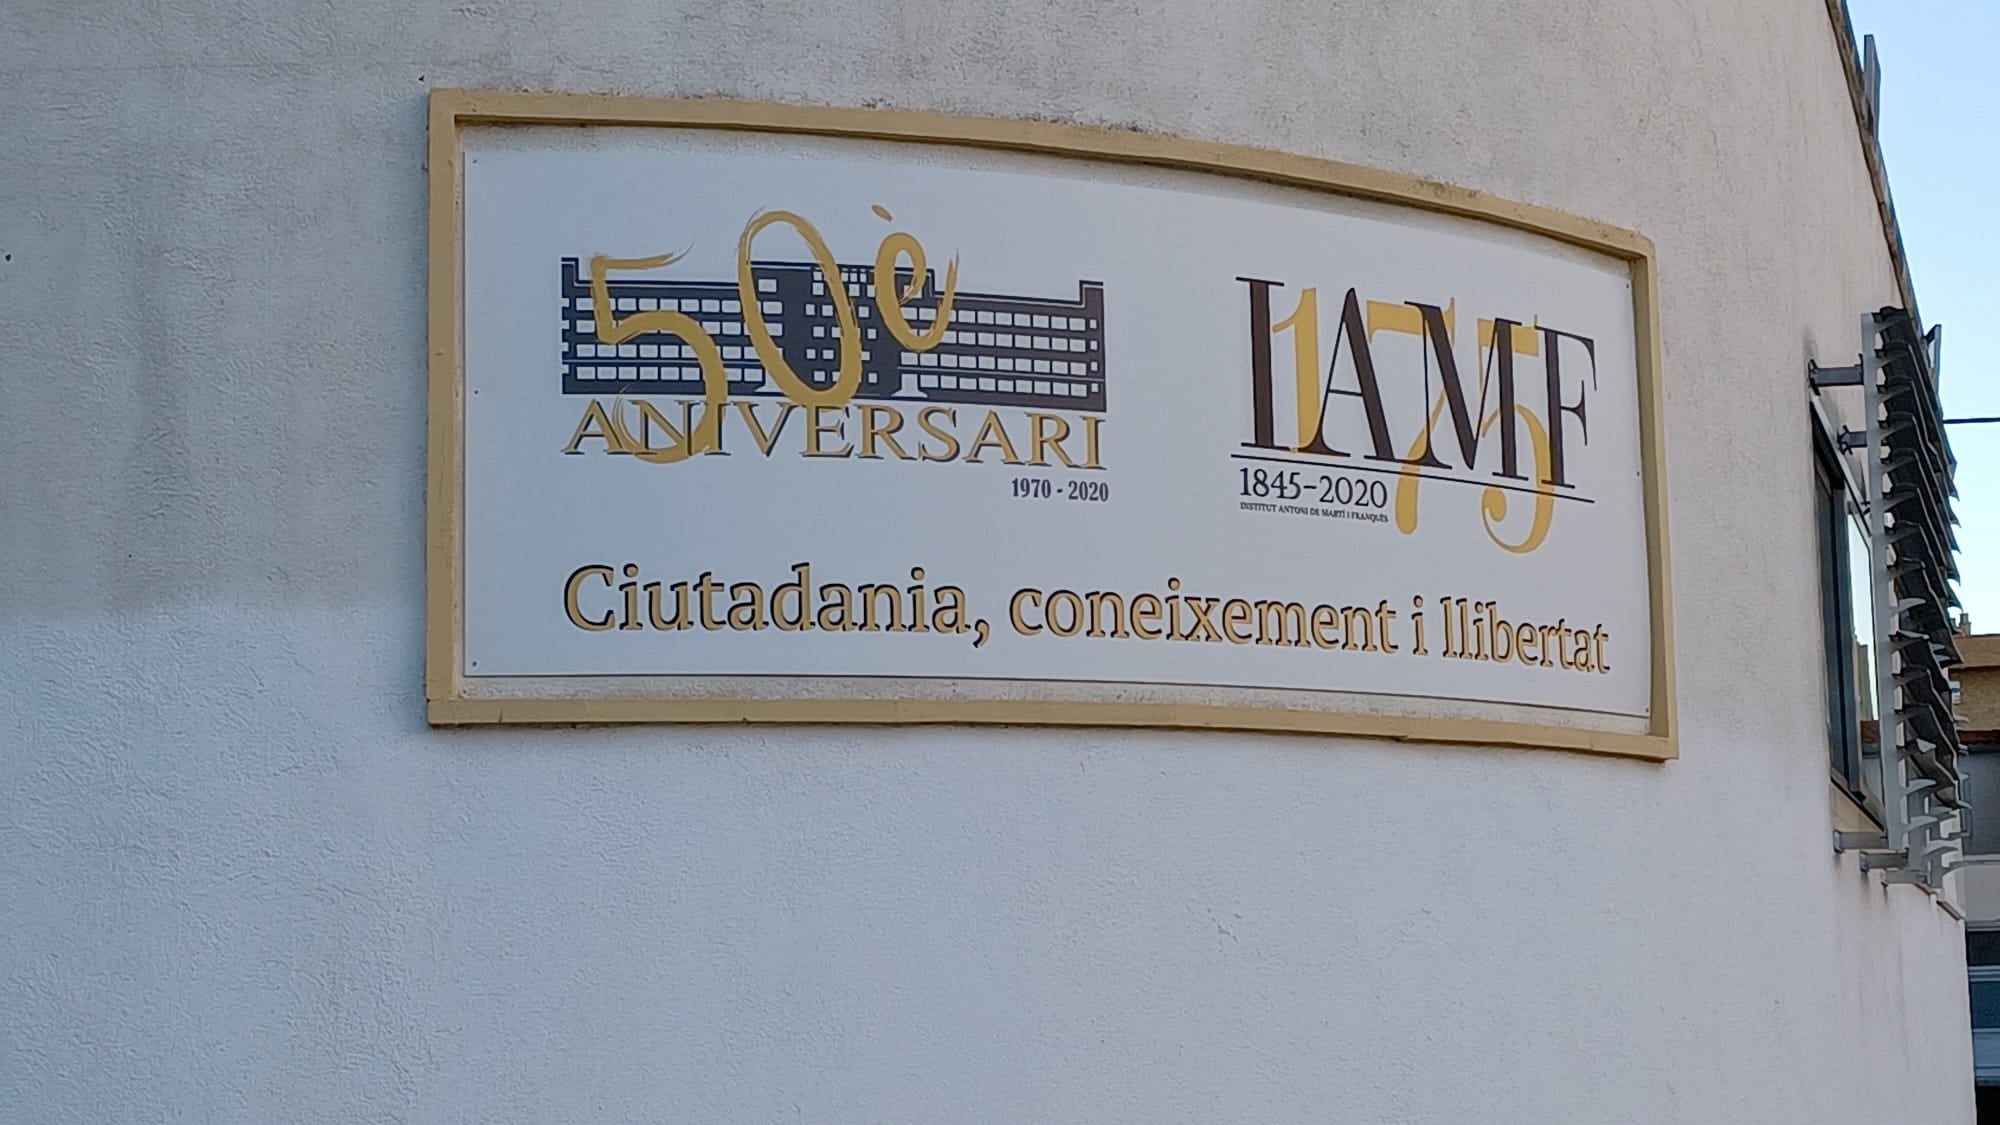 50è
ANIVERSARI
1970 - 2020
175
IAMF
1845-2020
INSTITUT ANTONI DE MARTÍ I FRANQUÈS
Ciutadania, coneixement i llibertat